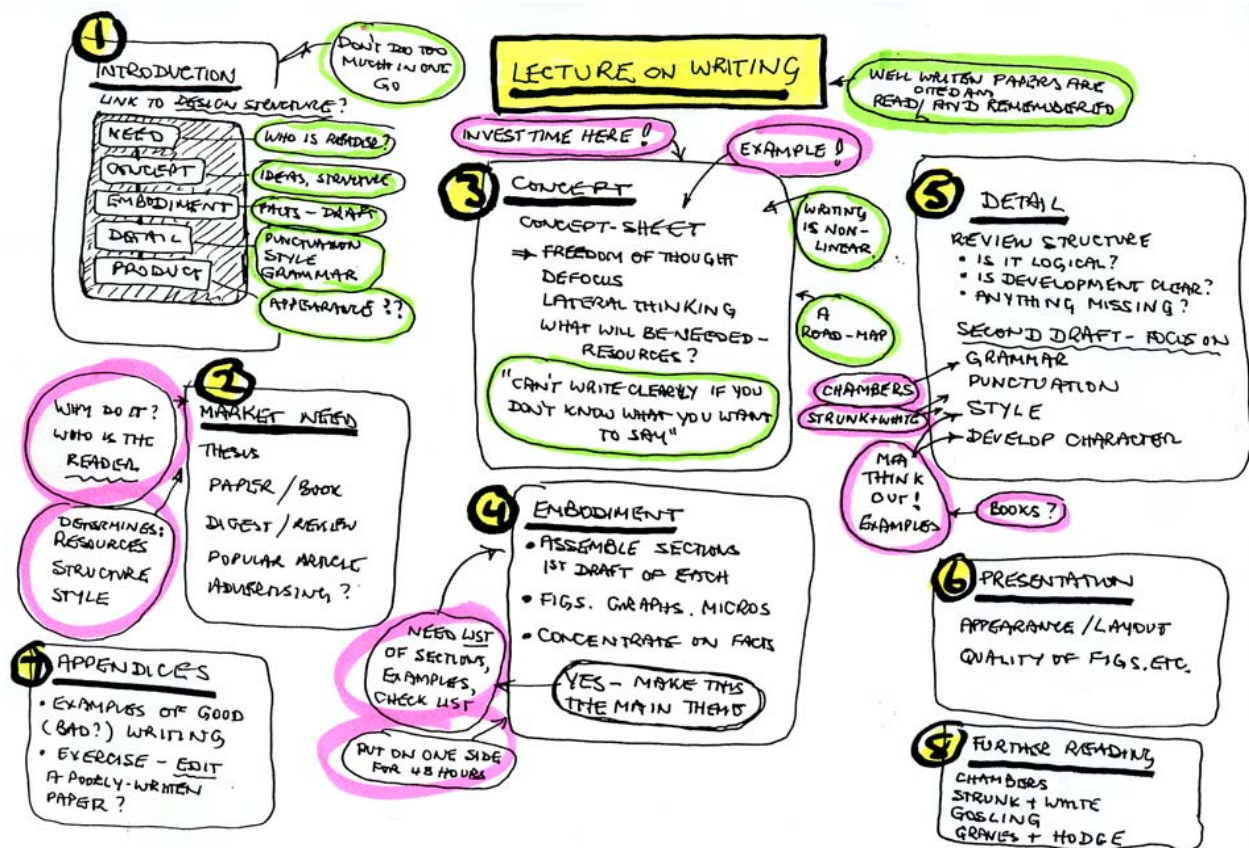 LECTURE ON WRITING
WELL WRITEN PAPERS ARE
READ/ AND REMEMBERED
1
INTRODUCTION
LINK TO DESIGN STRUCTURE?
NEED
CONCEPT
EMBODIMENT
DETAIL
PRODUCT
DON'T DO TOO
MUCH IN ONE
GO
WHO IS READER?
IDEAS, STRUCTURE
FACTS - DRAFT
PUNCTUATION
STYLE
GRAMMAR
APPEARANCE??
2
MARKET NEED
THESIS
PAPER / BOOK
DIGEST / REVIEW
POPULAR ARTICLE
ADVERTISING?
WHY DO IT?
WHO IS THE
READER
DETERMINES:
RESOURCES
STRUCTURE
STYLE
INVEST TIME HERE!
EXAMPLE!
3
CONCEPT
CONCEPT-SHEET
⇒ FREEDOM OF THOUGHT
DEFOCUS
LATERAL THINKING
WHAT WILL BE NEEDED -
RESOURCES?
"CAN'T WRITE CLEARLY IF YOU
DON'T KNOW WHAT YOU WANT
TO SAY"
WRITING
IS NON-
LINEAR
A
ROAD-MAP
4
EMBODIMENT
• ASSEMBLE SECTIONS
1ST DRAFT OF EACH
• FIGS. GRAPHS. MICROS
• CONCENTRATE ON FACTS
YES - MAKE THIS
THE MAIN THEME
NEED LIST
OF SECTIONS,
EXAMPLES,
CHECK LIST
PUT ON ONE SIDE
FOR 48 HOURS
5
DETAIL
REVIEW STRUCTURE
• IS IT LOGICAL?
• IS DEVELOPMENT CLEAR?
• ANYTHING MISSING?
SECOND DRAFT - FOCUS ON
GRAMMAR
PUNCTUATION
STYLE
DEVELOP CHARACTER
CHAMBERS
STRUNK+WHITE
MFA
THINK
OUT!
EXAMPLES
BOOKS?
6
PRESENTATION
APPEARANCE / LAYOUT
QUALITY OF FIGS. ETC.
7
APPENDICES
• EXAMPLES OF GOOD
(BAD?) WRITING
• EXERCISE - EDIT
A POORLY-WRITTEN
PAPER?
8
FURTHER READING
CHAMBERS
STRUNK + WHITE
GOSLING
GRAVES + HODGE